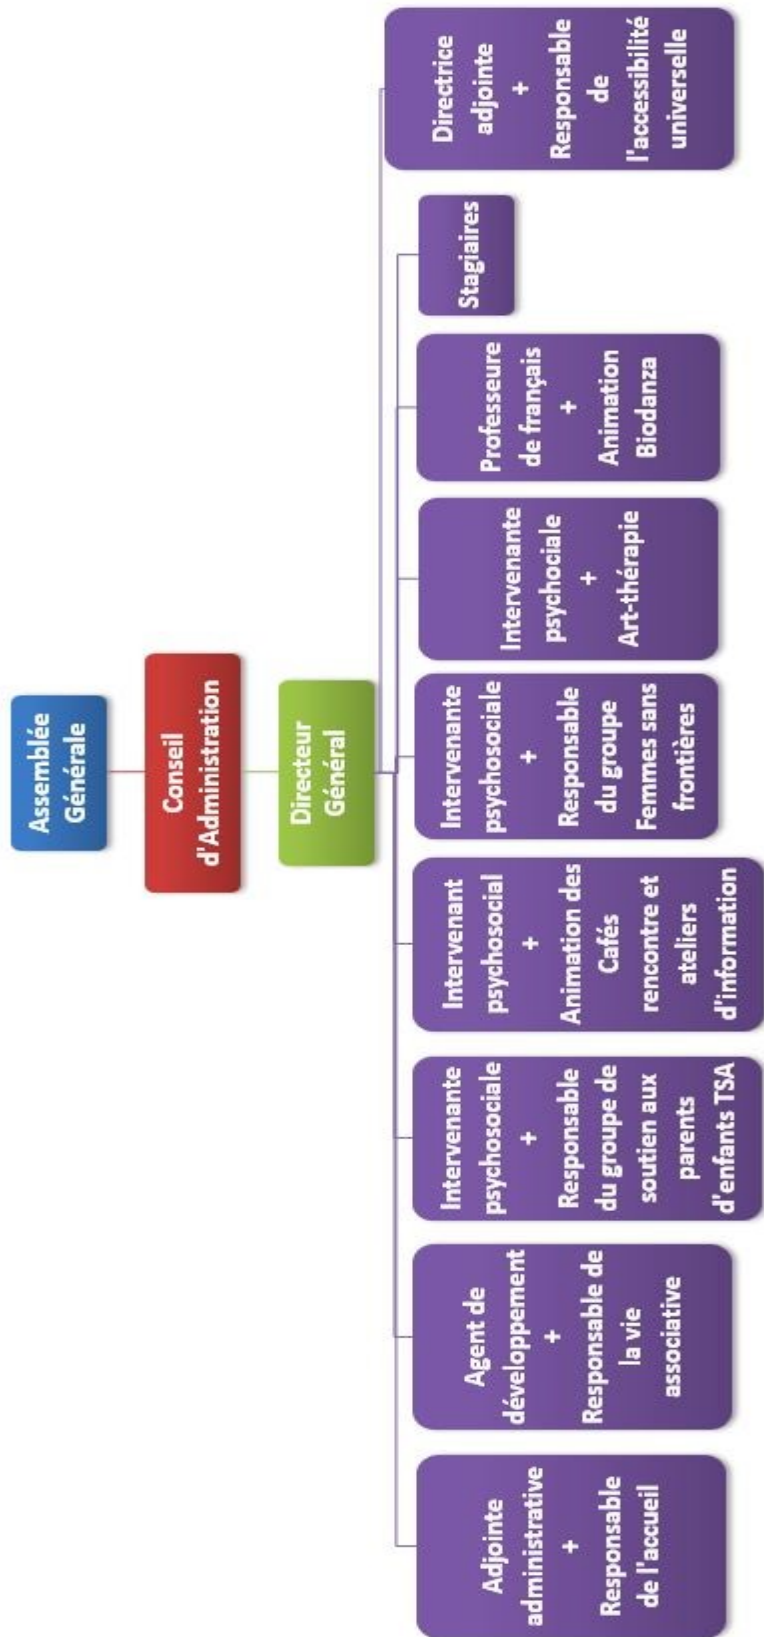 Assemblée
Générale
Conseil
d'Administration
Directeur
Général
Adjointe
administrative
+
Responsable
de l'accueil
Agent de
développement
+
Responsable de
la vie
associative
Intervenante
psychosociale
+
Responsable
du groupe de
soutien aux
parents
d'enfants TSA
Intervenant
psychosocial
+
Animation des
Cafés
rencontre et
ateliers
d'information
Intervenante
psychosociale
+
Responsable
du groupe
Femmes sans
frontières
Intervenante
psychociale
+
Art-thérapie
Professeure
de français
+
Animation
Biodanza
Stagiaires
Directrice
adjointe
+
Responsable
de
l'accessibilité
universelle